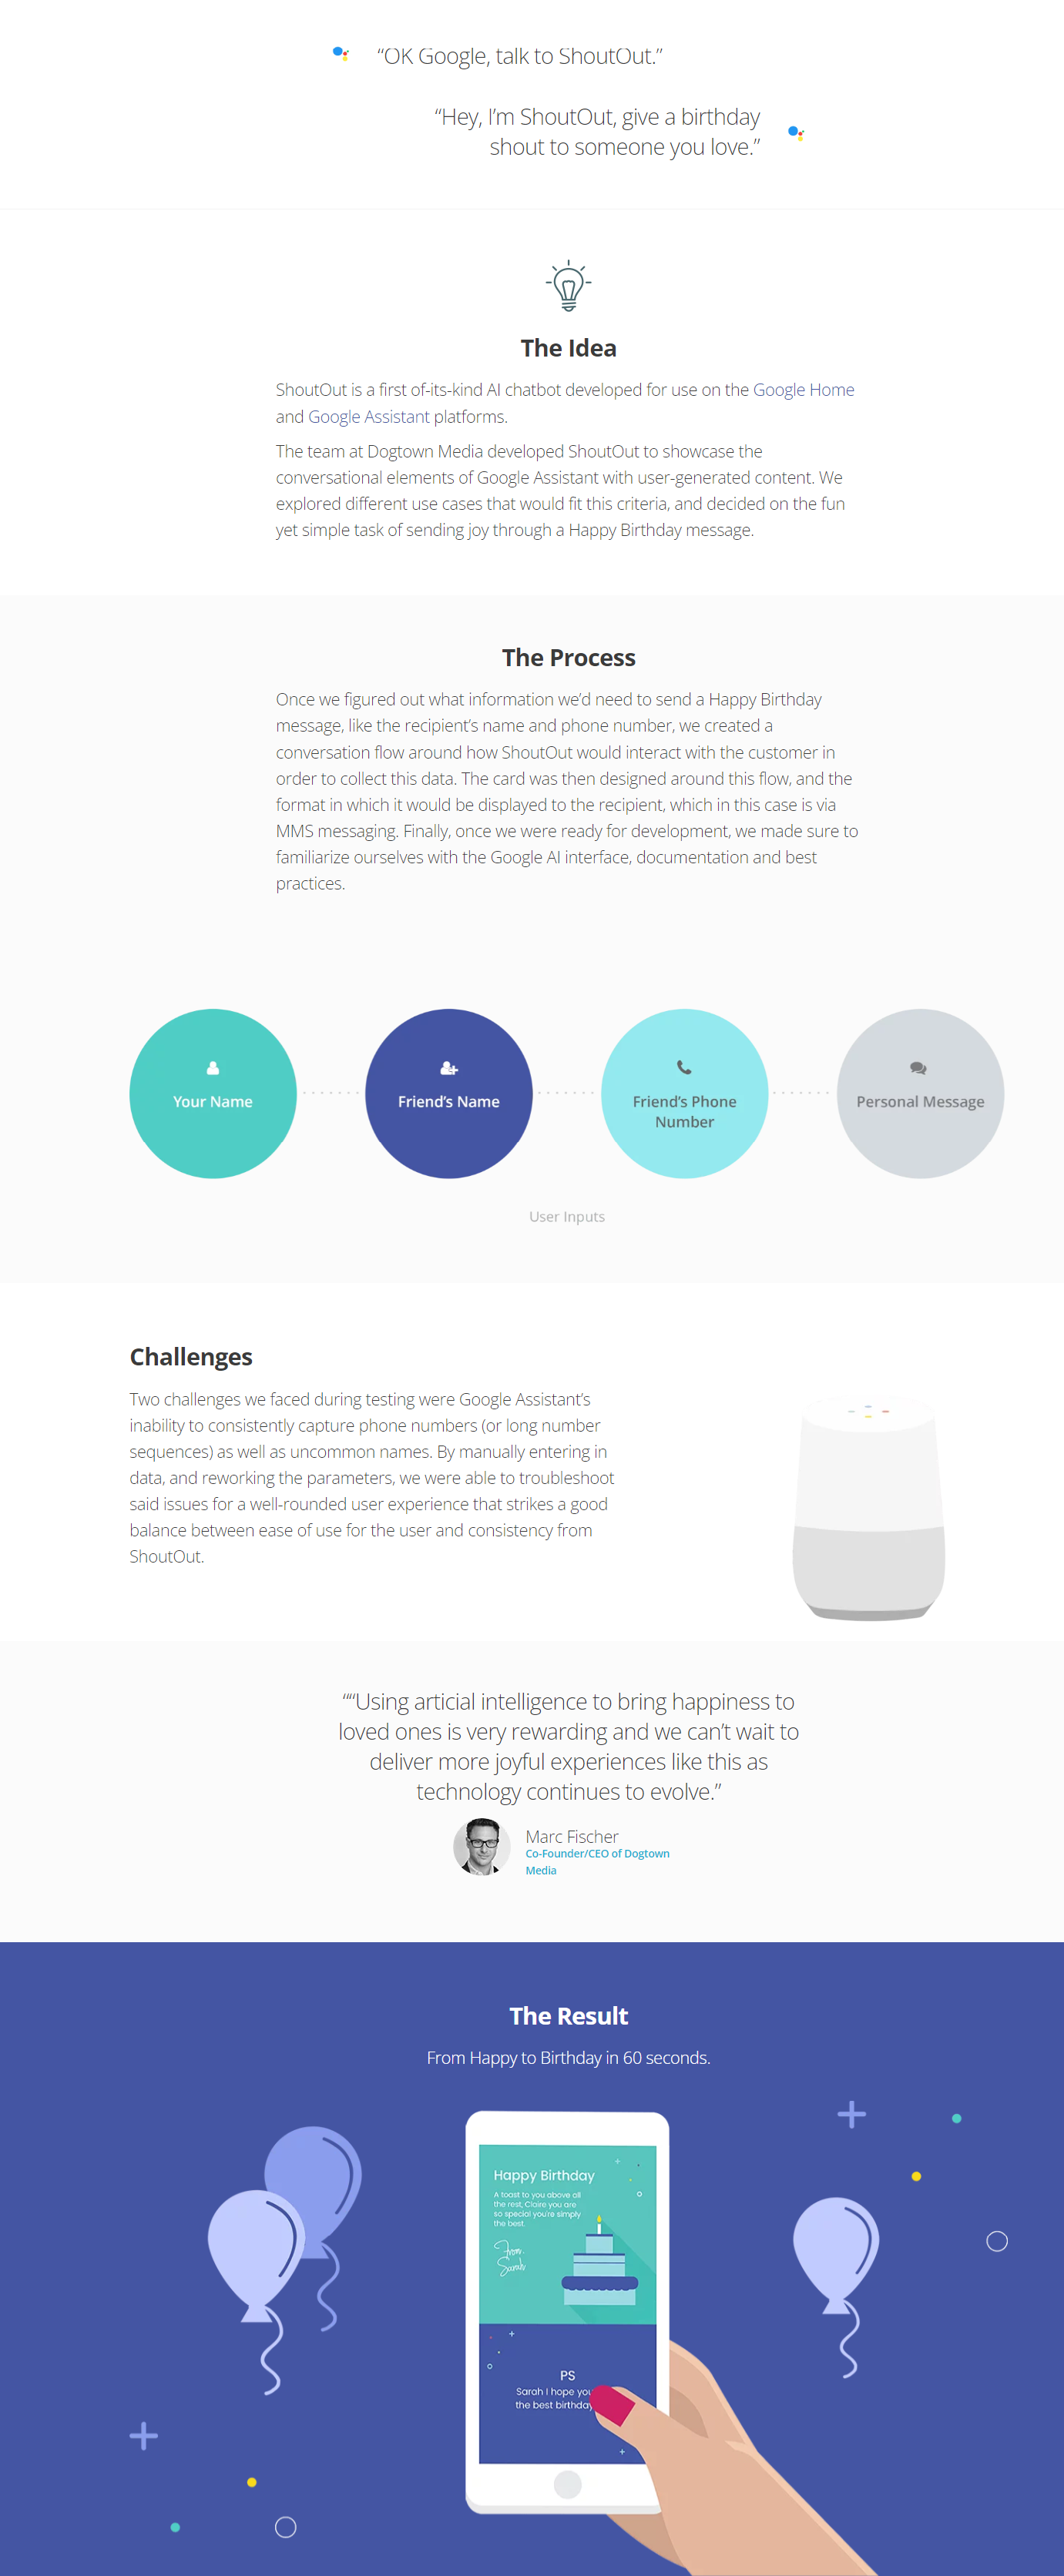 “OK Google, talk to ShoutOut.”
“Hey, I’m ShoutOut, give a birthday
shout to someone you love.”
The Idea
ShoutOut is a first of-its-kind AI chatbot developed for use on the Google Home
and Google Assistant platforms.
The team at Dogtown Media developed ShoutOut to showcase the
conversational elements of Google Assistant with user-generated content. We
explored different use cases that would fit this criteria, and decided on the fun
yet simple task of sending joy through a Happy Birthday message.
The Process
Once we figured out what information we’d need to send a Happy Birthday
message, like the recipient’s name and phone number, we created a
conversation flow around how ShoutOut would interact with the customer in
order to collect this data. The card was then designed around this flow, and the
format in which it would be displayed to the recipient, which in this case is via
MMS messaging. Finally, once we were ready for development, we made sure to
familiarize ourselves with the Google AI interface, documentation and best
practices.
Your Name
Friend’s Name
Friend’s Phone
Number
Personal Message
User Inputs
Challenges
Two challenges we faced during testing were Google Assistant’s
inability to consistently capture phone numbers (or long number
sequences) as well as uncommon names. By manually entering in
data, and reworking the parameters, we were able to troubleshoot
said issues for a well-rounded user experience that strikes a good
balance between ease of use for the user and consistency from
ShoutOut.
““Using articial intelligence to bring happiness to
loved ones is very rewarding and we can’t wait to
deliver more joyful experiences like this as
technology continues to evolve.”
Marc Fischer
Co-Founder/CEO of Dogtown
Media
The Result
From Happy to Birthday in 60 seconds.
Happy Birthday
A toast to you above all
the rest, Claire you are
so special you're simply
the best.
From:
Sarah
PS
Sarah I hope you
the best birthday